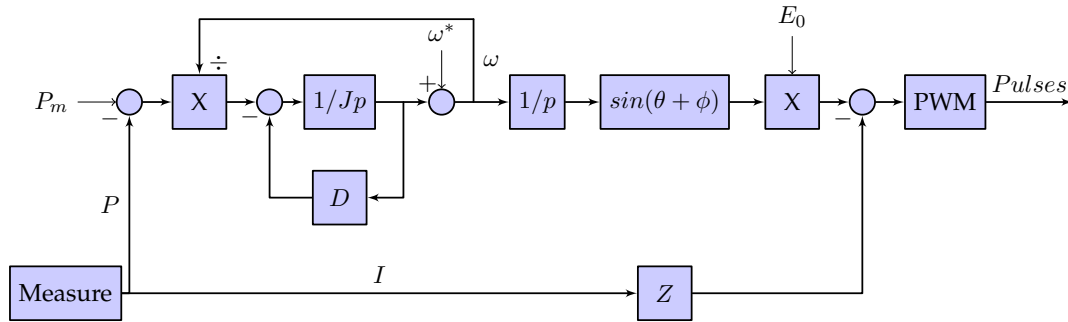 E_0
ω*
÷
ω
P_m
−
X
−
1/Jp
+
1/p
sin(θ + ϕ)
X
−
PWM
Pulses
D
P
Measure
I
Z